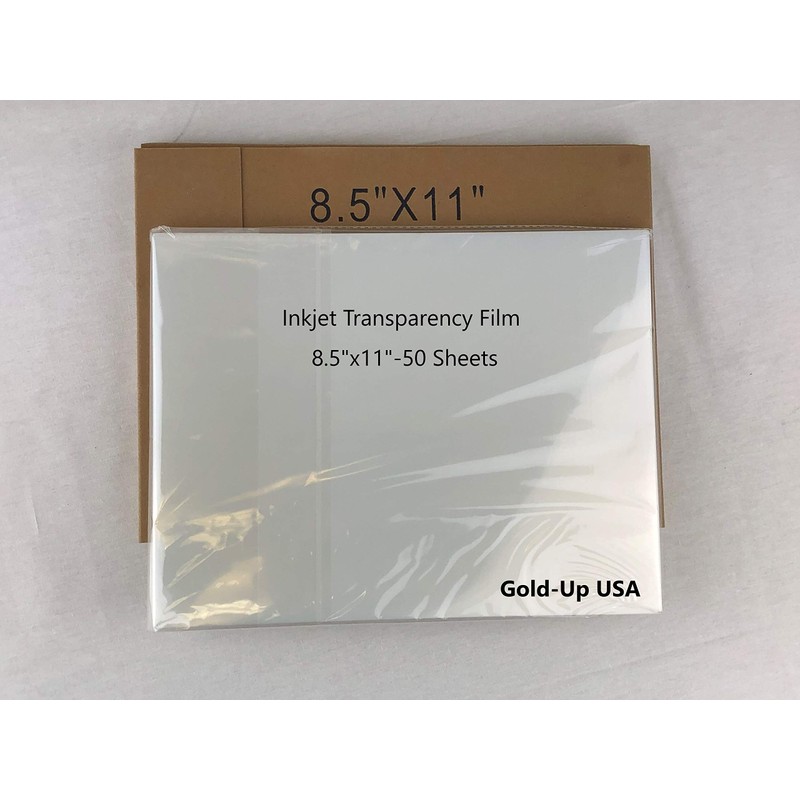 8.5"X11"
Inkjet Transparency Film
8.5"x11"-50 Sheets
Gold-Up USA